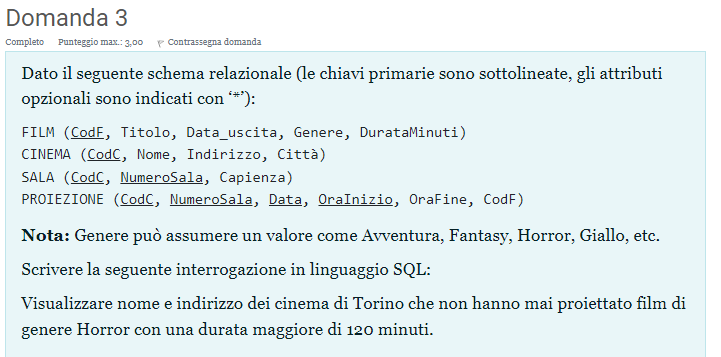 Domanda 3
Completo Punteggio max.: 3,00 Contrassegna domanda
Dato il seguente schema relazionale (le chiavi primarie sono sottolineate, gli attributi
opzionali sono indicati con ‘*’):
FILM (CodF, Titolo, Data_uscita, Genere, DurataMinuti)
CINEMA (CodC, Nome, Indirizzo, Città)
SALA (CodC, NumeroSala, Capienza)
PROIEZIONE (CodC, NumeroSala, Data, OraInizio, OraFine, CodF)
Nota: Genere può assumere un valore come Avventura, Fantasy, Horror, Giallo, etc.
Scrivere la seguente interrogazione in linguaggio SQL:
Visualizzare nome e indirizzo dei cinema di Torino che non hanno mai proiettato film di
genere Horror con una durata maggiore di 120 minuti.